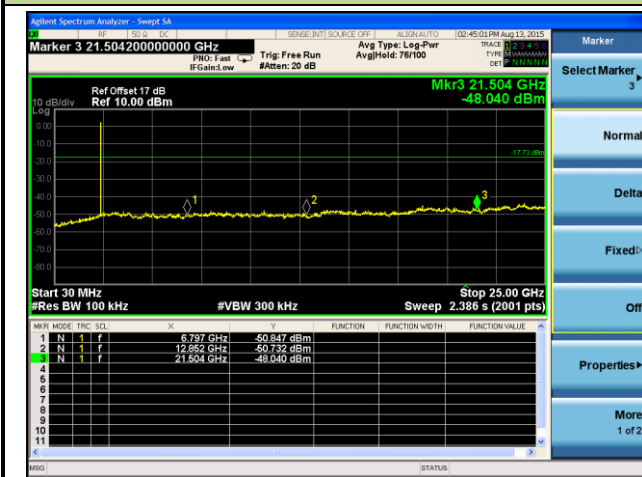 Agilent Spectrum Analyzer - Swept SA
RF 50 Ω DC SENSE:INT SOURCE OFF ALIGN AUTO 02:45:01 PM Aug 13, 2015
Marker 3 21.504200000000 GHz
PNO: Fast
IFGain:Low
Trig: Free Run
#Atten: 20 dB
Avg Type: Log-Pwr
Avg|Hold: 76/100
TRACE 1 2 3 4 5 6
TYPE M
DET P N N N N N
Ref Offset 17 dB
10 dB/div Ref 10.00 dBm
Log
Mkr3 21.504 GHz
-48.040 dBm
0.00
-10.0
-17.73 dBm
-20.0
-30.0
-40.0
1
2
3
-50.0
-60.0
-70.0
-80.0
Start 30 MHz Stop 25.00 GHz
#Res BW 100 kHz #VBW 300 kHz Sweep 2.386 s (2001 pts)
MKR MODE TRC SCL X Y FUNCTION FUNCTION WIDTH FUNCTION VALUE
1 N 1 f 6.797 GHz -50.847 dBm
2 N 1 f 12.852 GHz -50.732 dBm
3 N 1 f 21.504 GHz -48.040 dBm
4
5
6
7
8
9
10
11
MSG STATUS
Marker
Select Marker
3
Normal
Delta
Fixed
Off
Properties
More
1 of 2